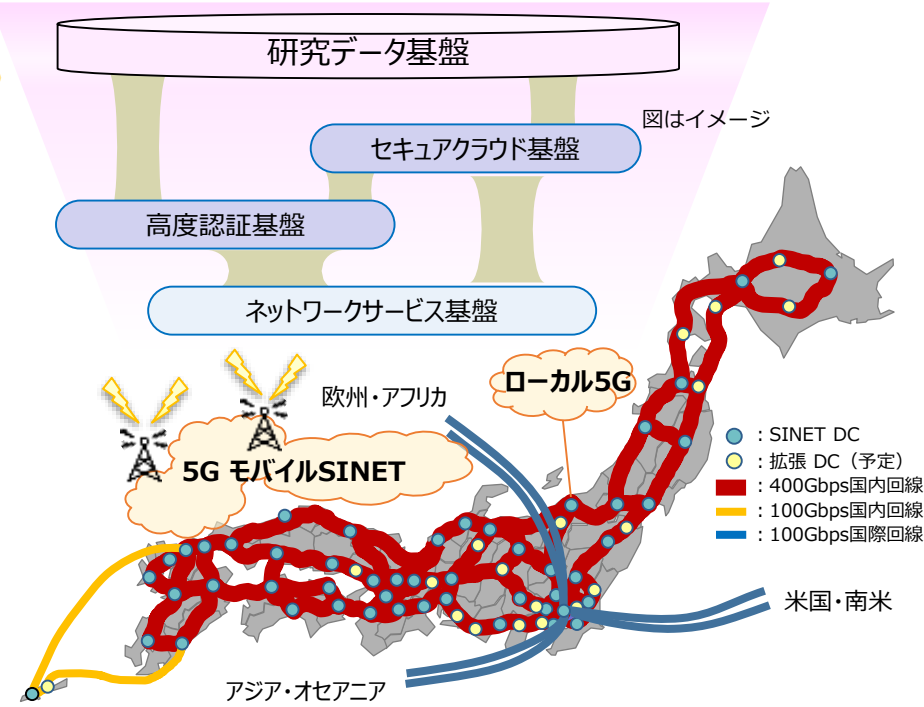 研究データ基盤
図はイメージ
セキュアクラウド基盤
高度認証基盤
ネットワークサービス基盤
ローカル5G
欧州・アフリカ
5G モバイルSINET
：SINET DC
：拡張 DC（予定）
：400Gbps国内回線
：100Gbps国内回線
：100Gbps国際回線
米国・南米
アジア・オセアニア